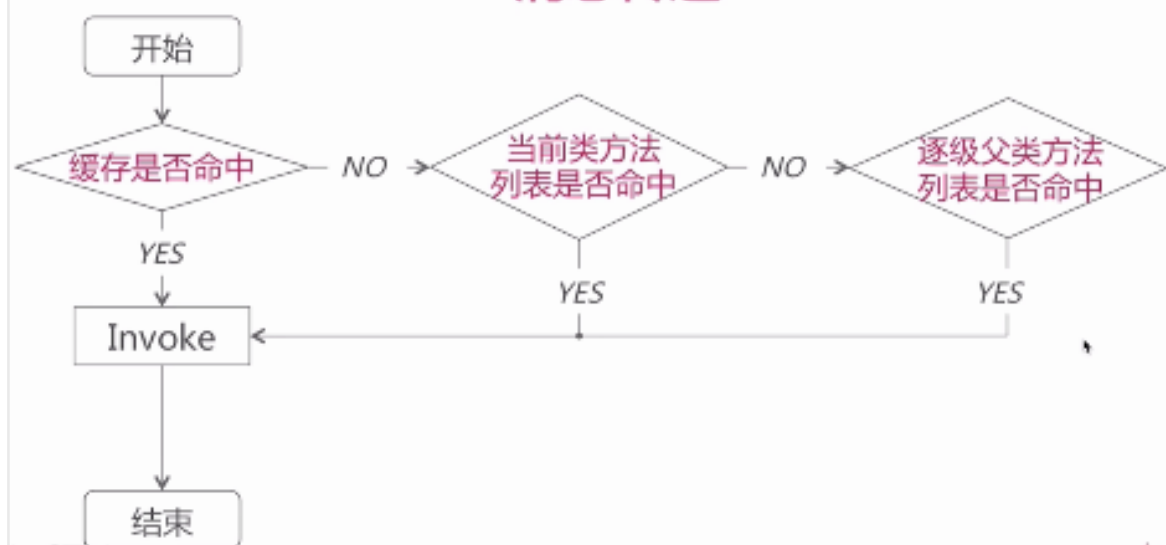 开始
缓存是否命中
NO
当前类方法
列表是否命中
NO
逐级父类方法
列表是否命中
YES
YES
YES
Invoke
结束